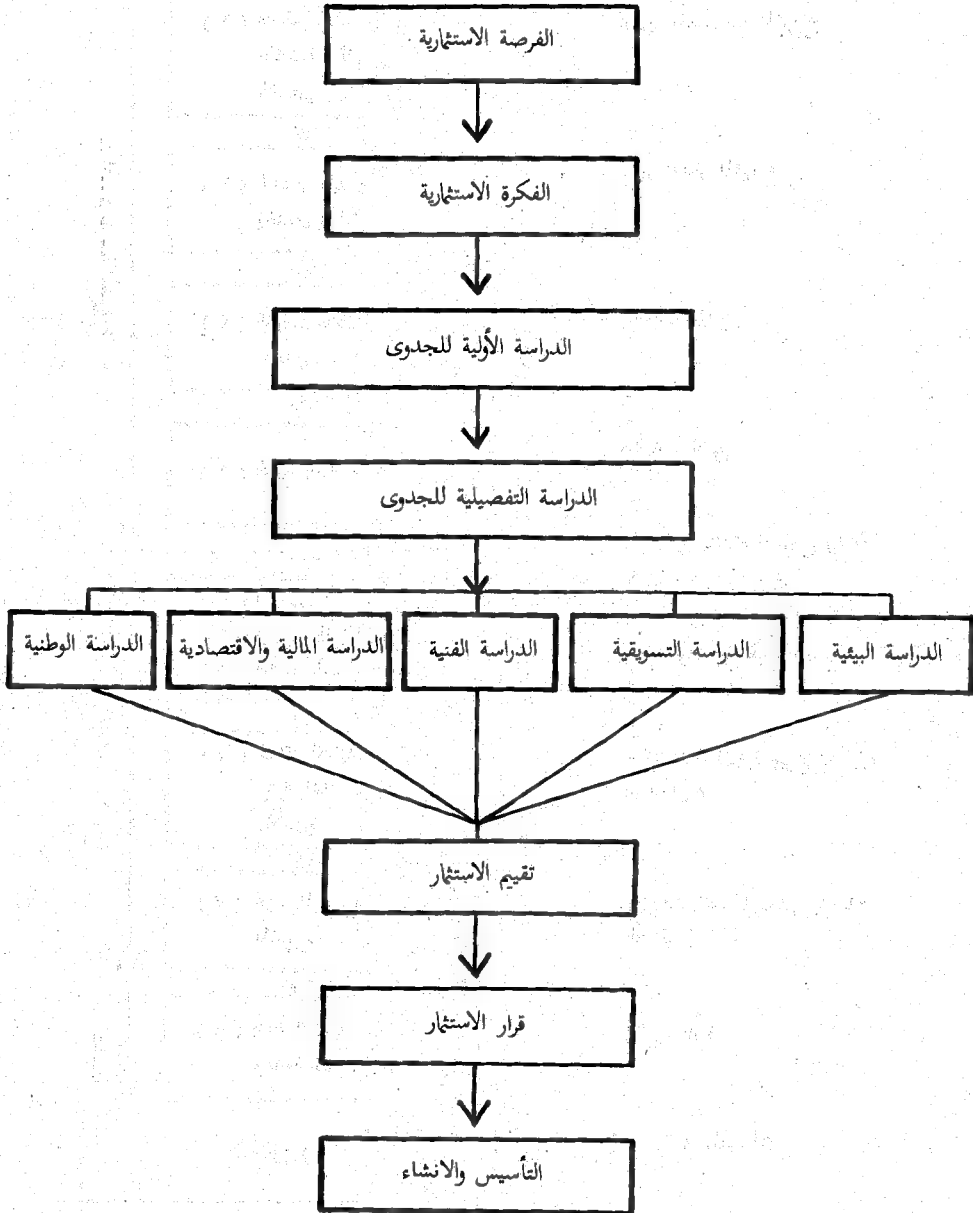 الفرصة الاستثمارية
الفكرة الاستثمارية
الدراسة الأولية للجدوى
الدراسة التفصيلية للجدوى
الدراسة البيئية
الدراسة التسويقية
الدراسة الفنية
الدراسة المالية والاقتصادية
الدراسة الوطنية
تقييم الاستثمار
قرار الاستثمار
التأسيس والانشاء